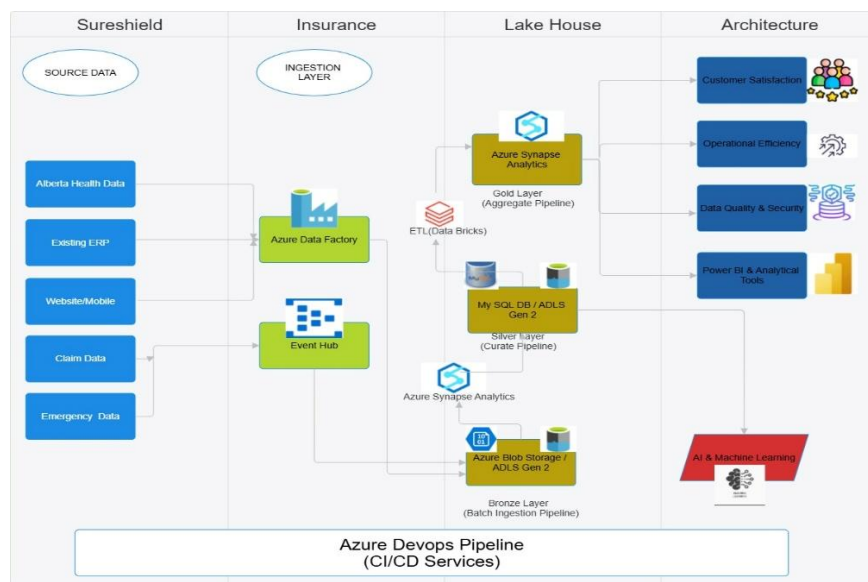 Sureshield
Insurance
Lake House
Architecture
SOURCE DATA
INGESTION
LAYER
Alberta Health Data
Existing ERP
Website/Mobile
Claim Data
Emergency Data
Azure Data Factory
Event Hub
Azure Synapse
Analytics
Gold Layer
(Aggregate Pipeline)
ETL(Data Bricks)
My SQL DB / ADLS
Gen 2
Silver Layer
(Curate Pipeline)
Azure Synapse Analytics
10
01
Azure Blob Storage /
ADLS Gen 2
Bronze Layer
(Batch Ingestion Pipeline)
Customer Satisfaction
Operational Efficiency
Data Quality & Security
Power BI & Analytical
Tools
AI & Machine Learning
Azure Devops Pipeline
(CI/CD Services)